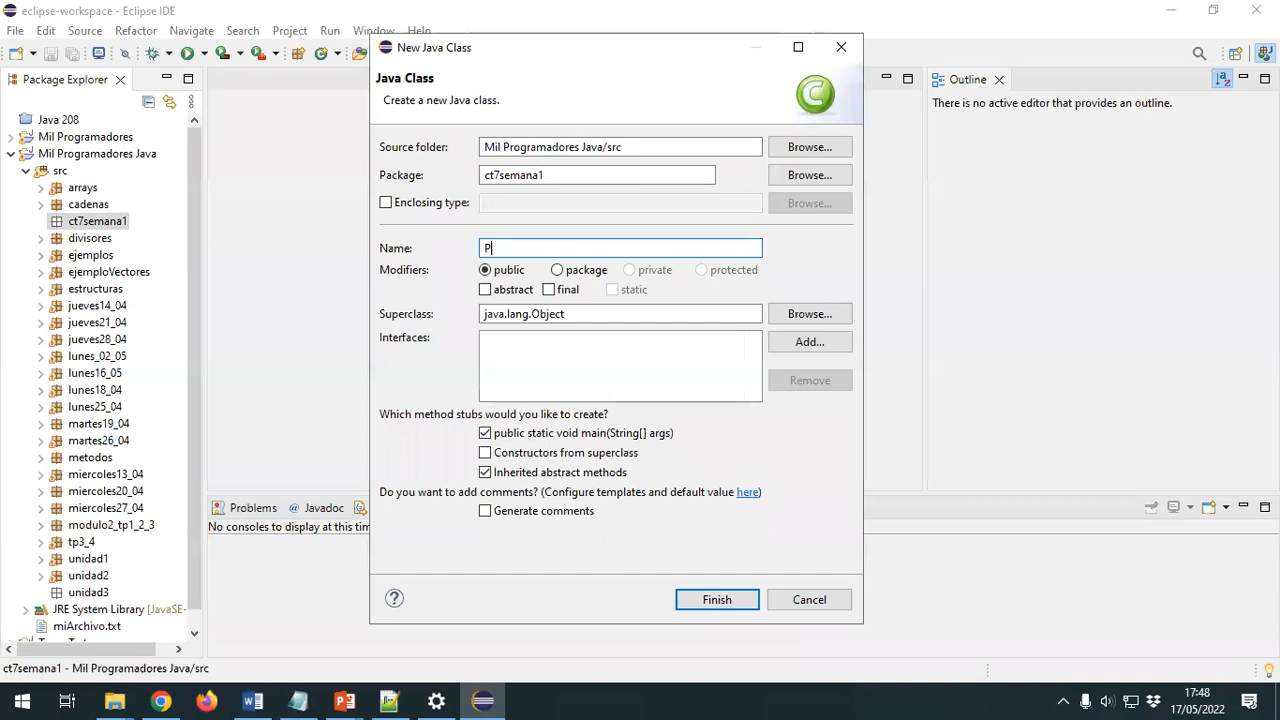 eclipse-workspace - Eclipse IDE
File Edit Source Refactor Navigate Search Project Run Window Help
Package Explorer
Java 208
Mil Programadores
Mil Programadores Java
src
arrays
cadenas
ct7semana1
divisores
ejemplos
ejemploVectores
estructuras
jueves14_04
jueves21_04
jueves28_04
lunes_02_05
lunes16_05
lunes18_04
lunes25_04
martes19_04
martes26_04
metodos
miercoles13_04
miercoles20_04
miercoles27_04
modulo2_tp1_2_3
tp3_4
unidad1
unidad2
unidad3
JRE System Library [JavaSE-
miArchivo.txt
New Java Class
Java Class
Create a new Java class.
Source folder: Mil Programadores Java/src Browse...
Package: ct7semana1 Browse...
Enclosing type: Browse...
Name: P
Modifiers: public package private protected
abstract final static
Superclass: java.lang.Object Browse...
Interfaces: Add...
Remove
Which method stubs would you like to create?
public static void main(String[] args)
Constructors from superclass
Inherited abstract methods
Do you want to add comments? (Configure templates and default value here)
Generate comments
Finish Cancel
Outline
There is no active editor that provides an outline.
Problems @ Javadoc
No consoles to display at this tim
ct7semana1 - Mil Programadores Java/src
17:48
17/05/2022